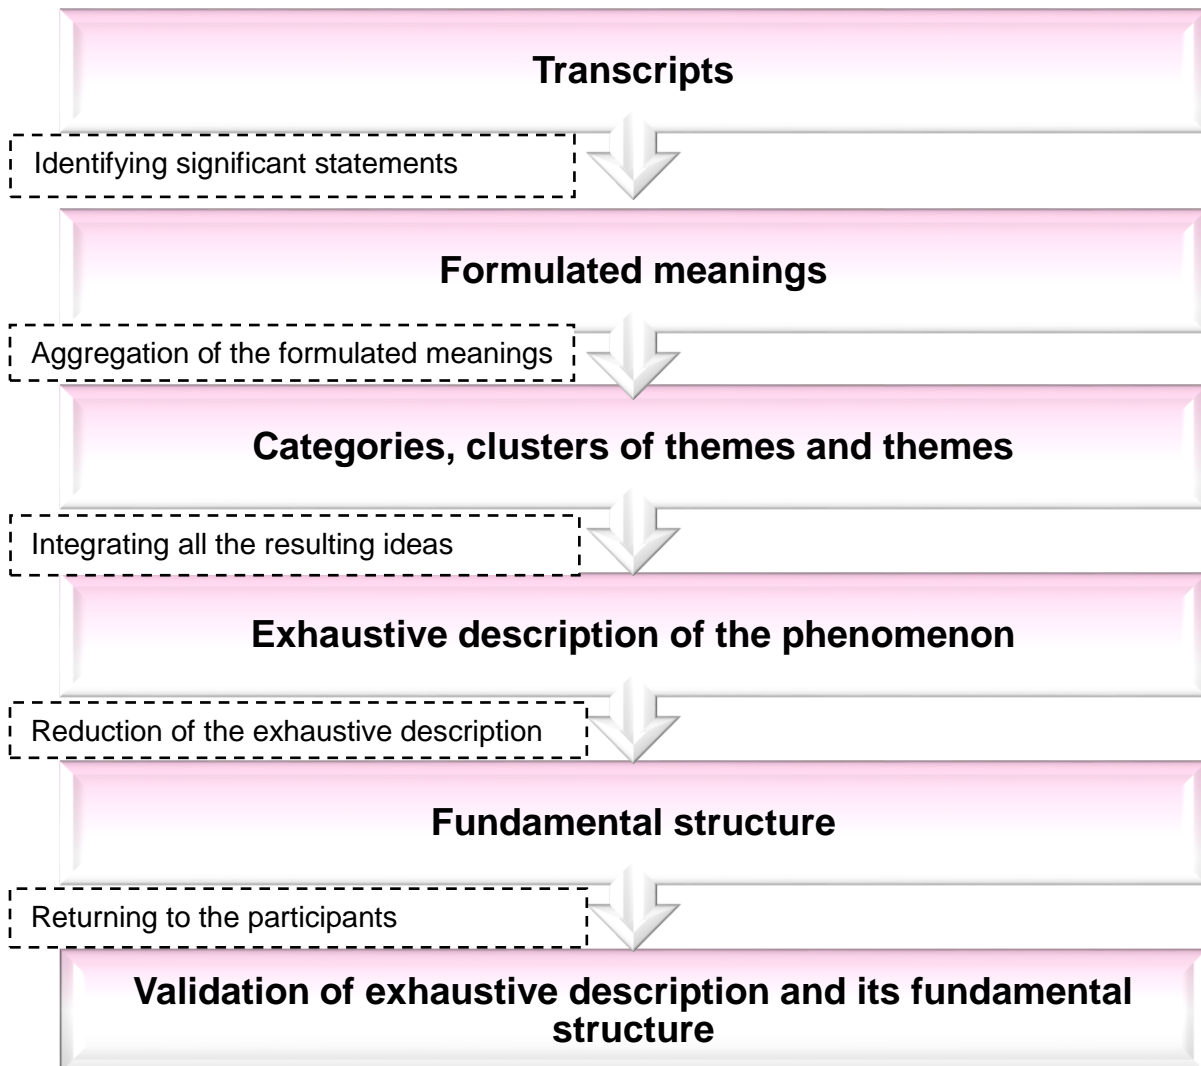 Transcripts
Identifying significant statements
Formulated meanings
Aggregation of the formulated meanings
Categories, clusters of themes and themes
Integrating all the resulting ideas
Exhaustive description of the phenomenon
Reduction of the exhaustive description
Fundamental structure
Returning to the participants
Validation of exhaustive description and its fundamental
structure